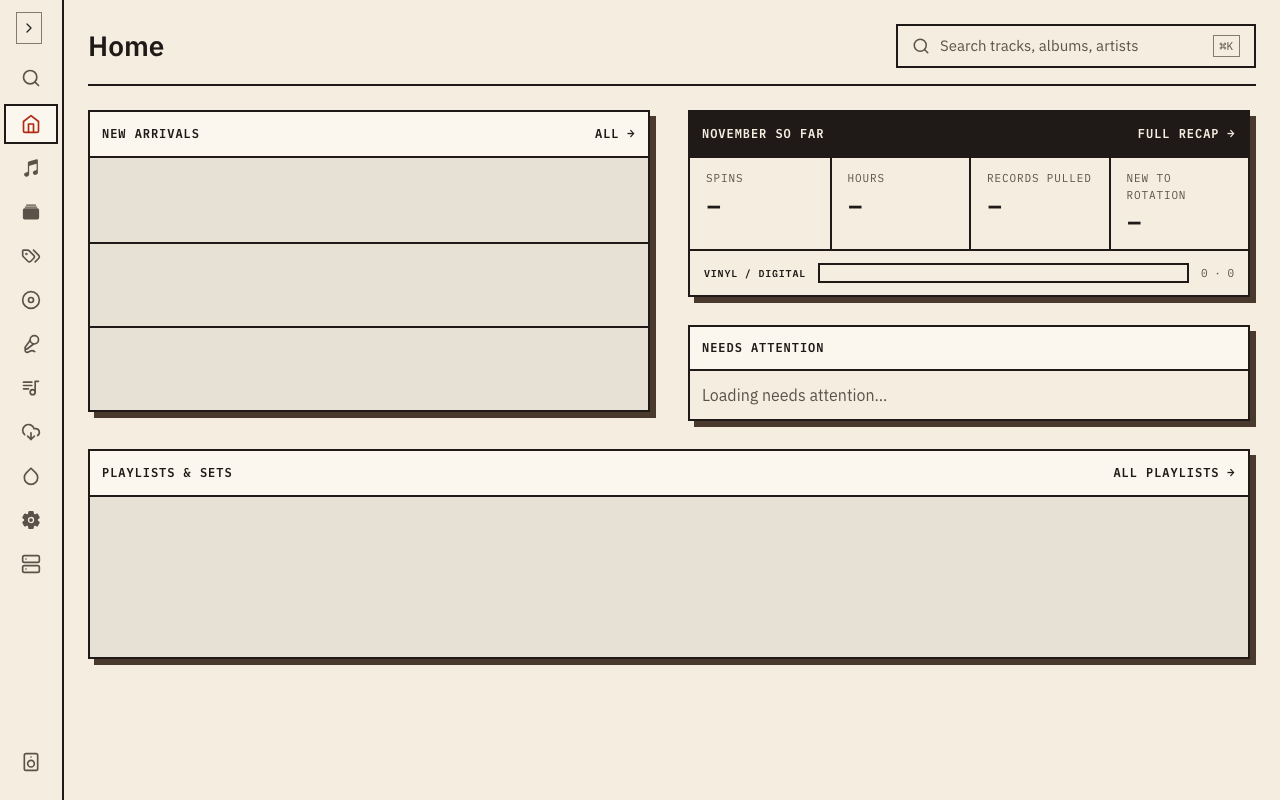 Home
Search tracks, albums, artists
⌘K
NEW ARRIVALS
ALL →
NOVEMBER SO FAR
FULL RECAP →
SPINS
–
HOURS
–
RECORDS PULLED
–
NEW TO
ROTATION
–
VINYL / DIGITAL
0 · 0
NEEDS ATTENTION
Loading needs attention…
PLAYLISTS & SETS
ALL PLAYLISTS →